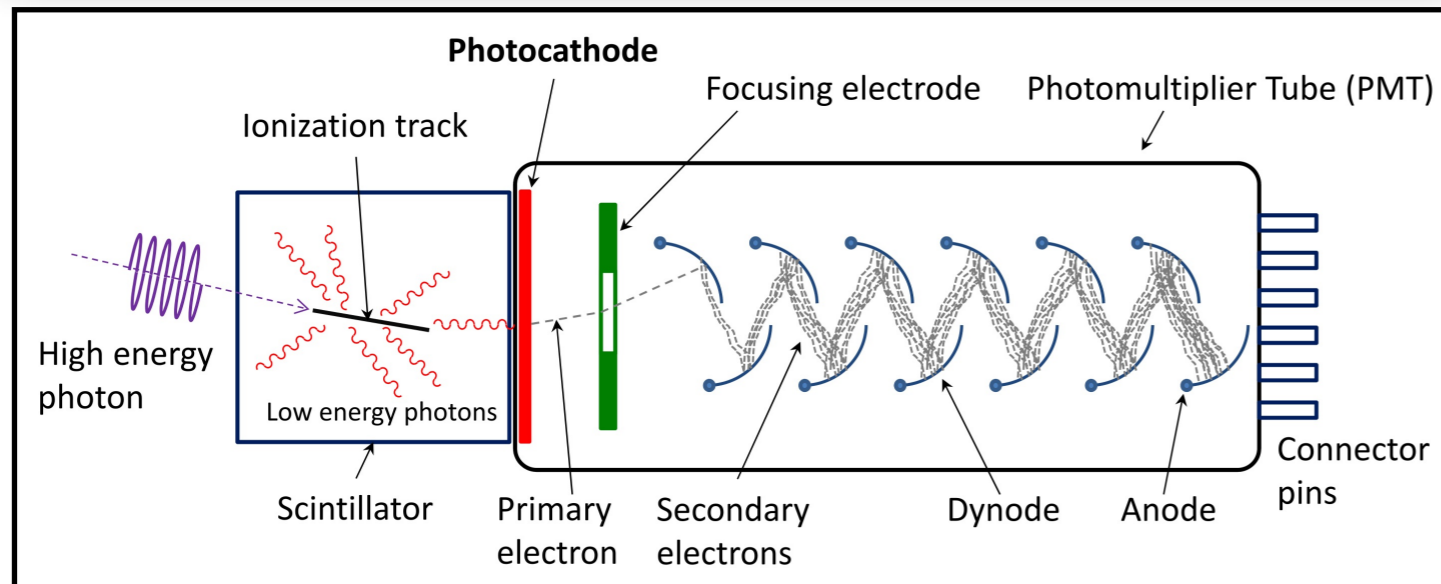 Photocathode
Focusing electrode
Photomultiplier Tube (PMT)
Ionization track
High energy
photon
Low energy photons
Scintillator
Primary
electron
Secondary
electrons
Dynode
Anode
Connector
pins